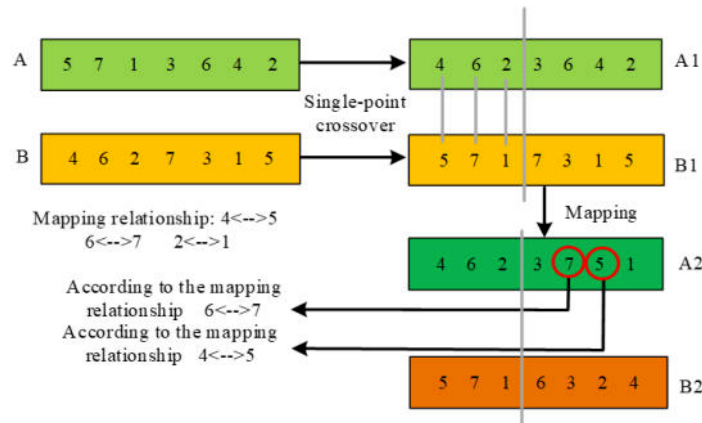 A 5 7 1 3 6 4 2
4 6 2 3 6 4 2 A1
Single-point
crossover
B 4 6 2 7 3 1 5
5 7 1 7 3 1 5 B1
Mapping relationship: 4<-->5
6<-->7 2<-->1
Mapping
4 6 2 3 7 5 1 A2
According to the mapping
relationship 6<-->7
According to the mapping
relationship 4<-->5
5 7 1 6 3 2 4 B2